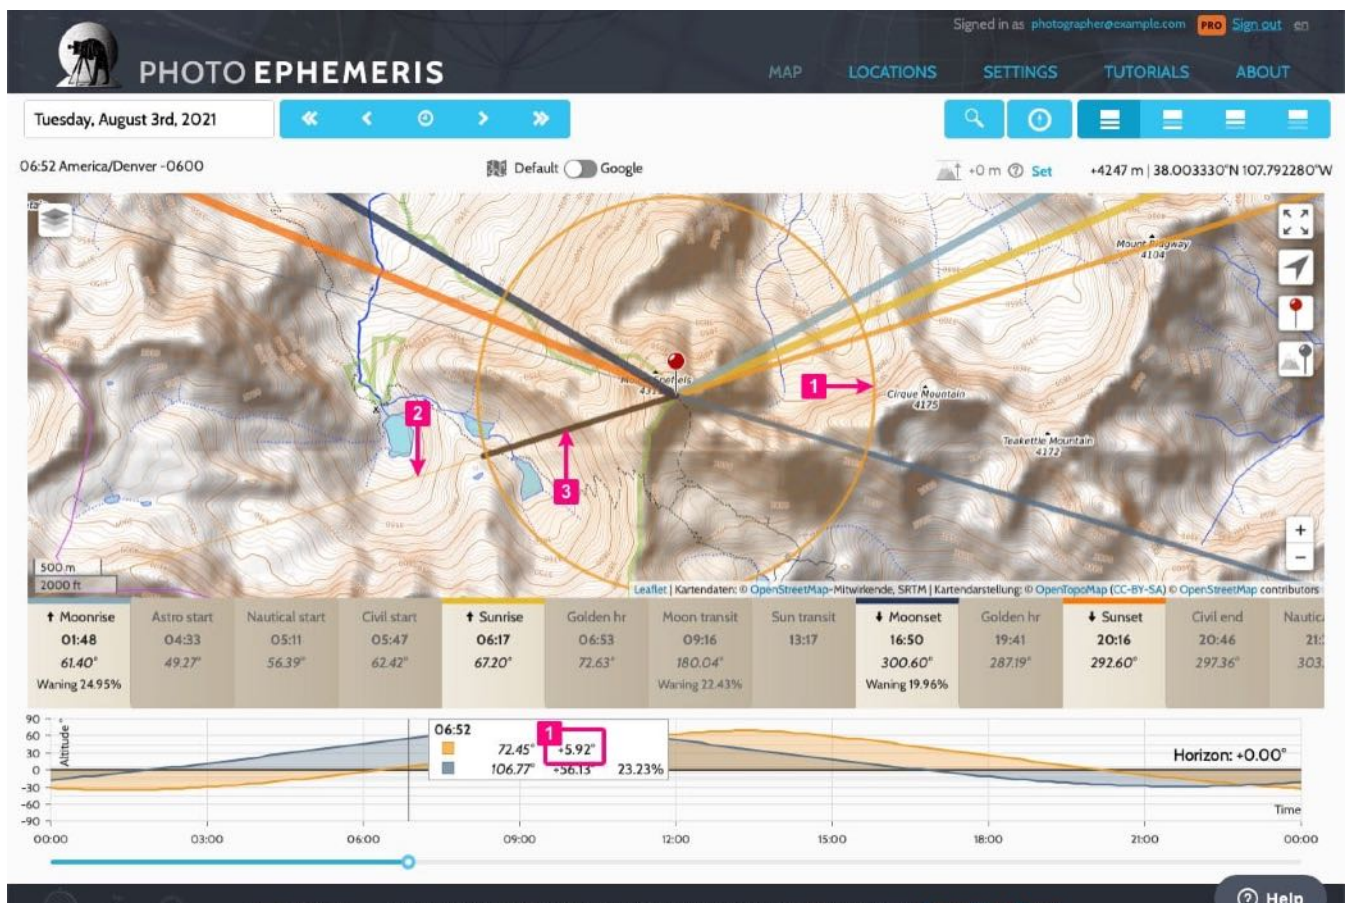 Signed in as photographer@example.com PRO Sign out en
PHOTO EPHEMERIS
MAP LOCATIONS SETTINGS TUTORIALS ABOUT
Tuesday, August 3rd, 2021
06:52 America/Denver -0600
Default Google
+0 m Set
+4247 m | 38.003330°N 107.792280°W
Mount Ridgway
4104
1
Cirque Mountain
4175
Teakettle Mountain
4172
2
3
500 m
2000 ft
+
−
Leaflet | Kartendaten: © OpenStreetMap-Mitwirkende, SRTM | Kartendarstellung: © OpenTopoMap (CC-BY-SA) © OpenStreetMap contributors
Moonrise Astro start Nautical start Civil start Sunrise Golden hr Moon transit Sun transit Moonset Golden hr Sunset Civil end
01:48 04:33 05:11 05:47 06:17 06:53 09:16 13:17 16:50 19:41 20:16 20:46
61.40° 49.27° 56.39° 62.42° 67.20° 72.63° 180.04° 300.60° 287.19° 292.60° 297.36° 303.
Waning 24.95% Waning 22.43% Waning 19.96%
90
60
30
0
-30
-60
-90
Altitude °
06:52
1
72.45° +5.92°
106.77° +56.13° 23.23%
Horizon: +0.00°
Time
00:00 03:00 06:00 09:00 12:00 15:00 18:00 21:00 00:00
Help